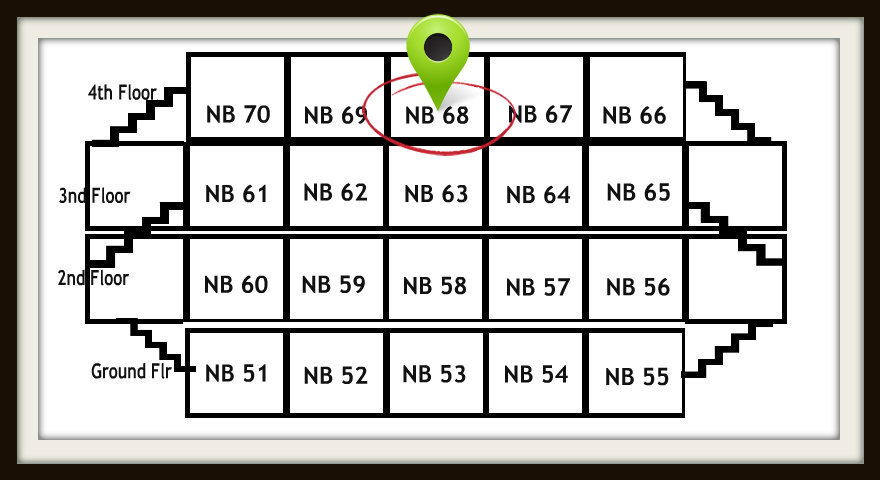 4th Floor
NB 70 NB 69 NB 68 NB 67 NB 66
3nd Floor
NB 61 NB 62 NB 63 NB 64 NB 65
2nd Floor
NB 60 NB 59 NB 58 NB 57 NB 56
Ground Flr
NB 51 NB 52 NB 53 NB 54 NB 55